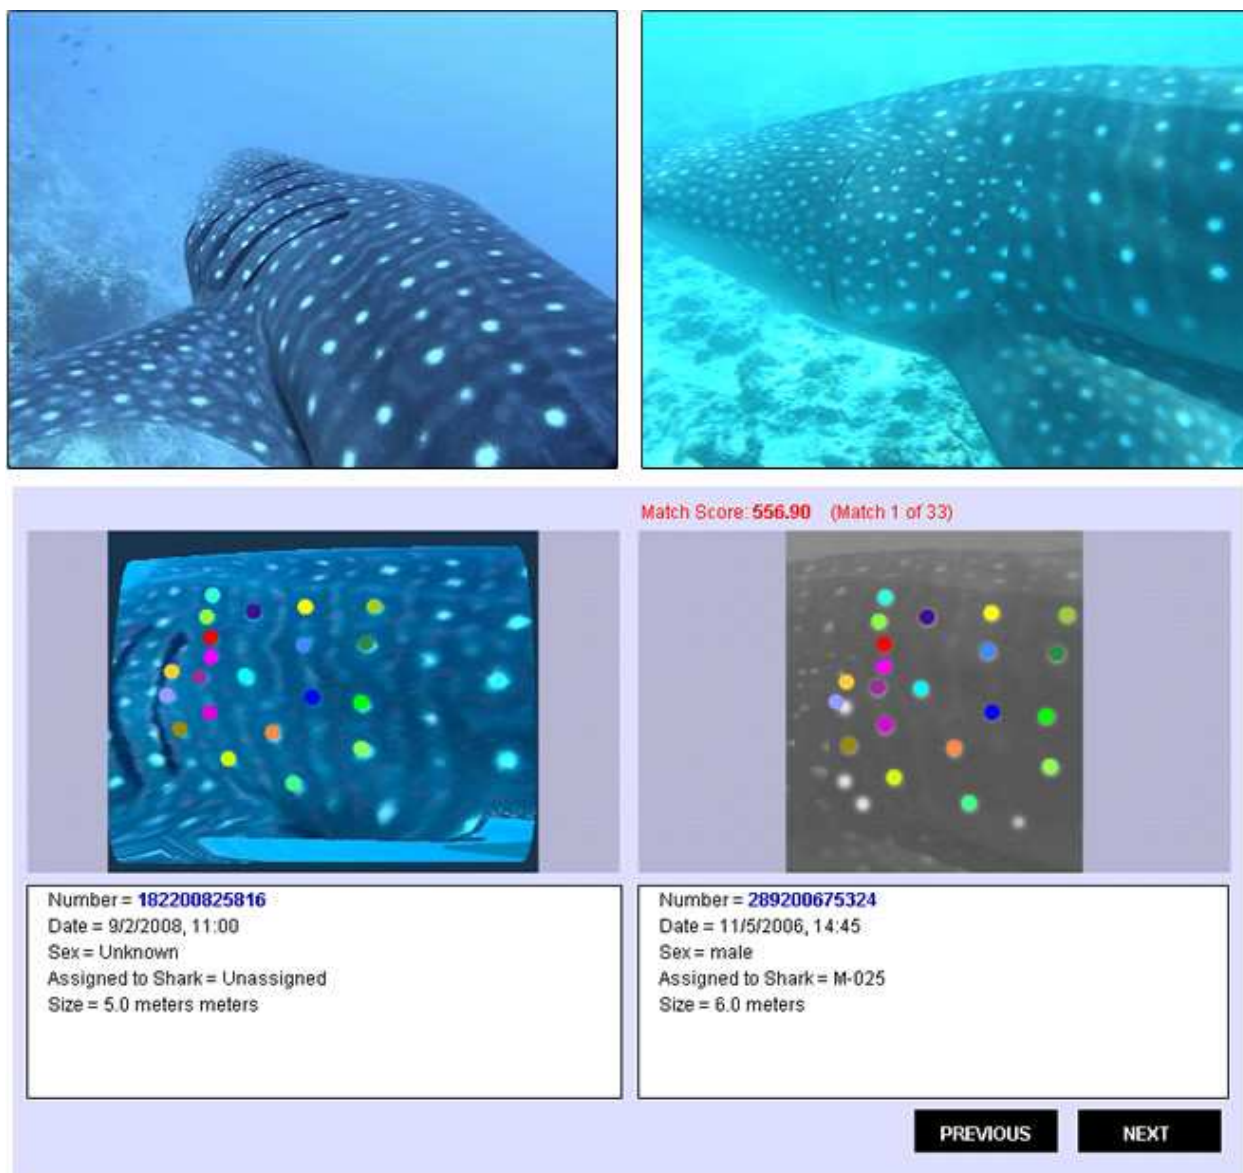 Match Score: 556.90 (Match 1 of 33)
Number = 182200825816
Date = 9/2/2008, 11:00
Sex = Unknown
Assigned to Shark = Unassigned
Size = 5.0 meters meters
Number = 289200675324
Date = 11/5/2006, 14:45
Sex = male
Assigned to Shark = M-025
Size = 6.0 meters
PREVIOUS NEXT